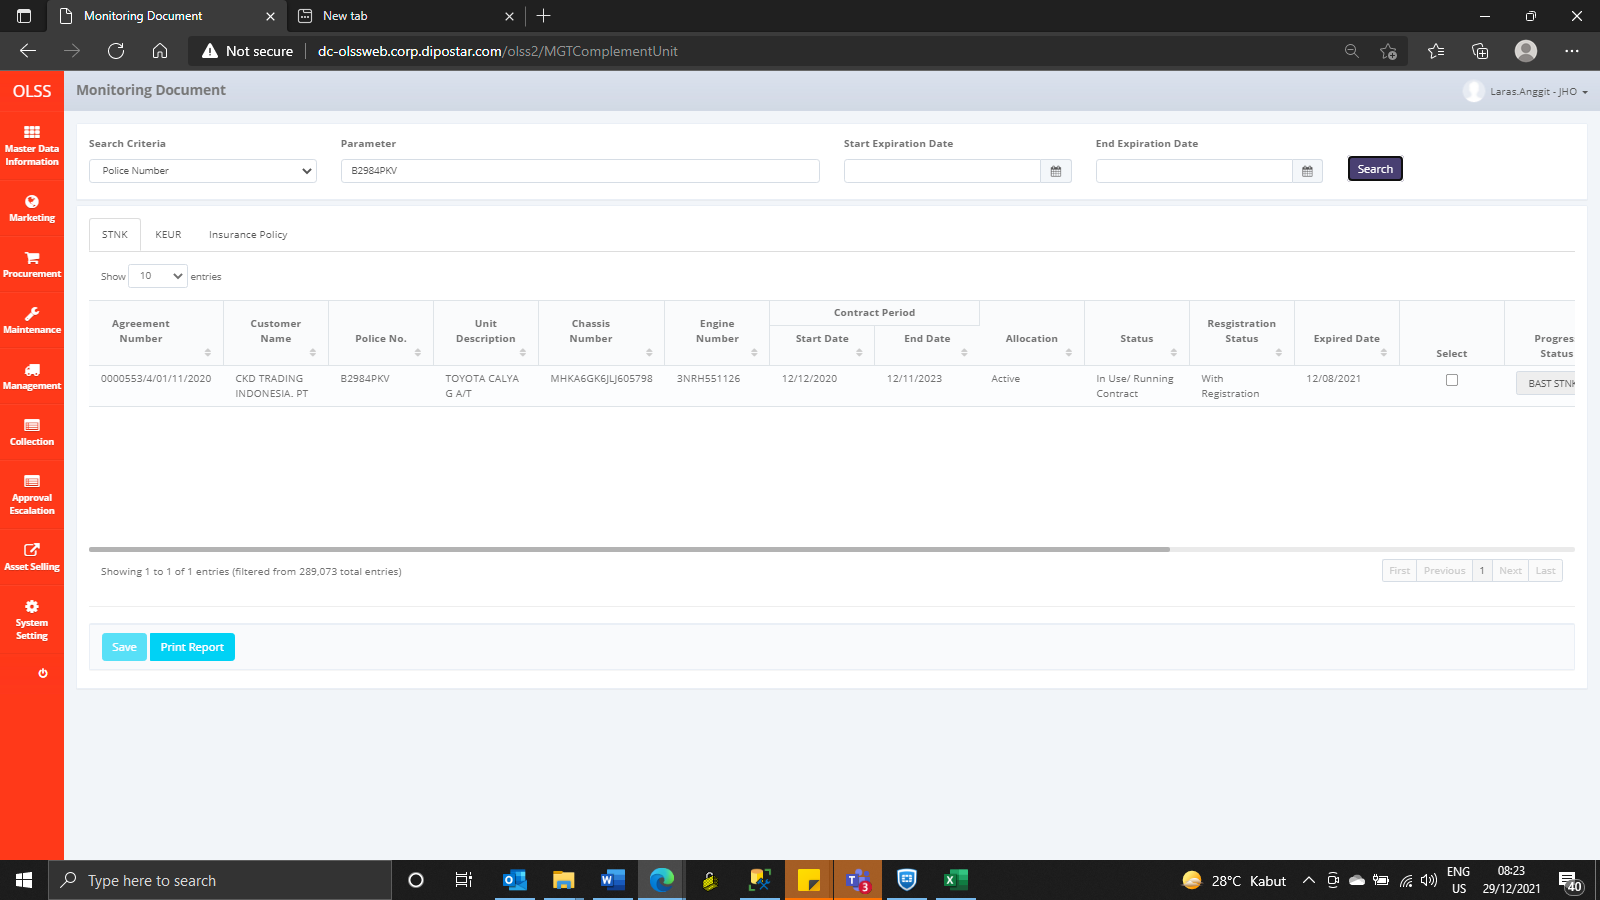 Monitoring Document
New tab
Not secure
dc-olssweb.corp.dipostar.com/olss2/MGTComplementUnit
OLSS
Monitoring Document
Laras.Anggit - JHO
Master Data
Information
Marketing
Procurement
Maintenance
Management
Collection
Approval
Escalation
Asset Selling
System
Setting
Search Criteria
Parameter
Start Expiration Date
End Expiration Date
Police Number
B2984PKV
Search
STNK
KEUR
Insurance Policy
Show 10 entries
Contract Period
Agreement
Number
Customer
Name
Police No.
Unit
Description
Chassis
Number
Engine
Number
Start Date
End Date
Allocation
Status
Resgistration
Status
Expired Date
Select
Progres
Status
0000553/4/01/11/2020
CKD TRADING
INDONESIA. PT
B2984PKV
TOYOTA CALYA
G A/T
MHKA6GK6JLJ605798
3NRH551126
12/12/2020
12/11/2023
Active
In Use/ Running
Contract
With
Registration
12/08/2021
BAST STNK
Showing 1 to 1 of 1 entries (filtered from 289,073 total entries)
First Previous 1 Next Last
Save
Print Report
Type here to search
3
28°C Kabut
ENG
US
08:23
29/12/2021
40